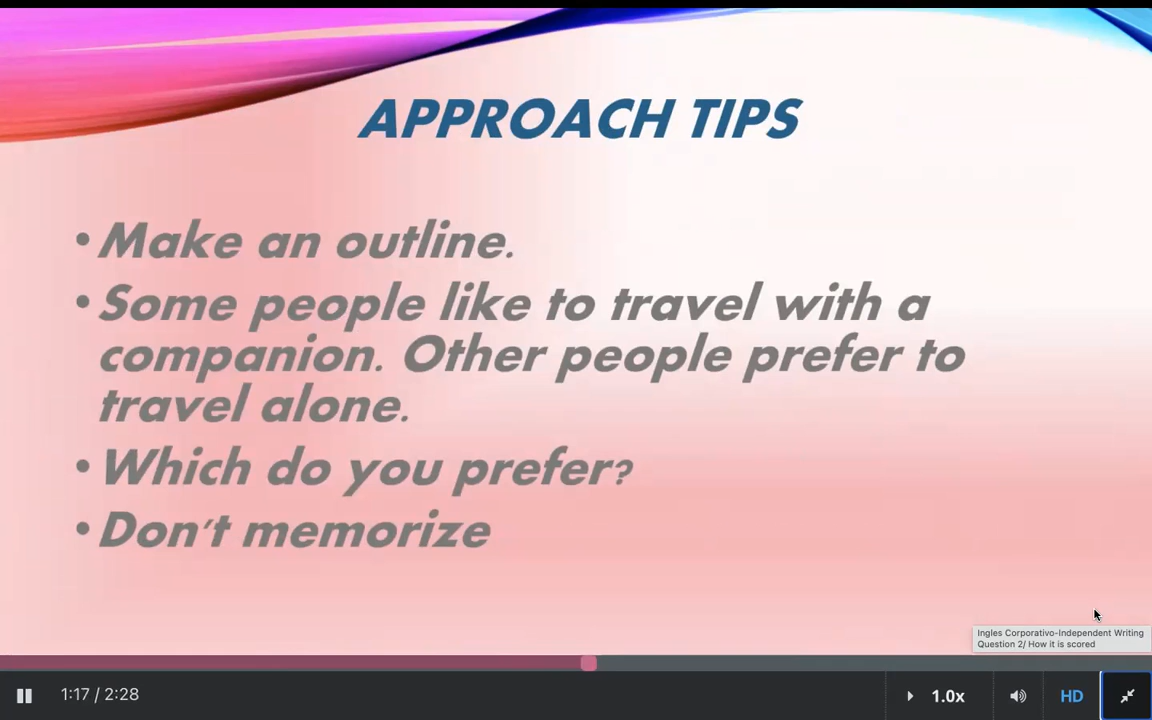 APPROACH TIPS
• Make an outline.
• Some people like to travel with a
companion. Other people prefer to
travel alone.
• Which do you prefer?
• Don't memorize
Ingles Corporativo-Independent Writing
Question 2/ How it is scored
1:17 / 2:28
1.0x
HD